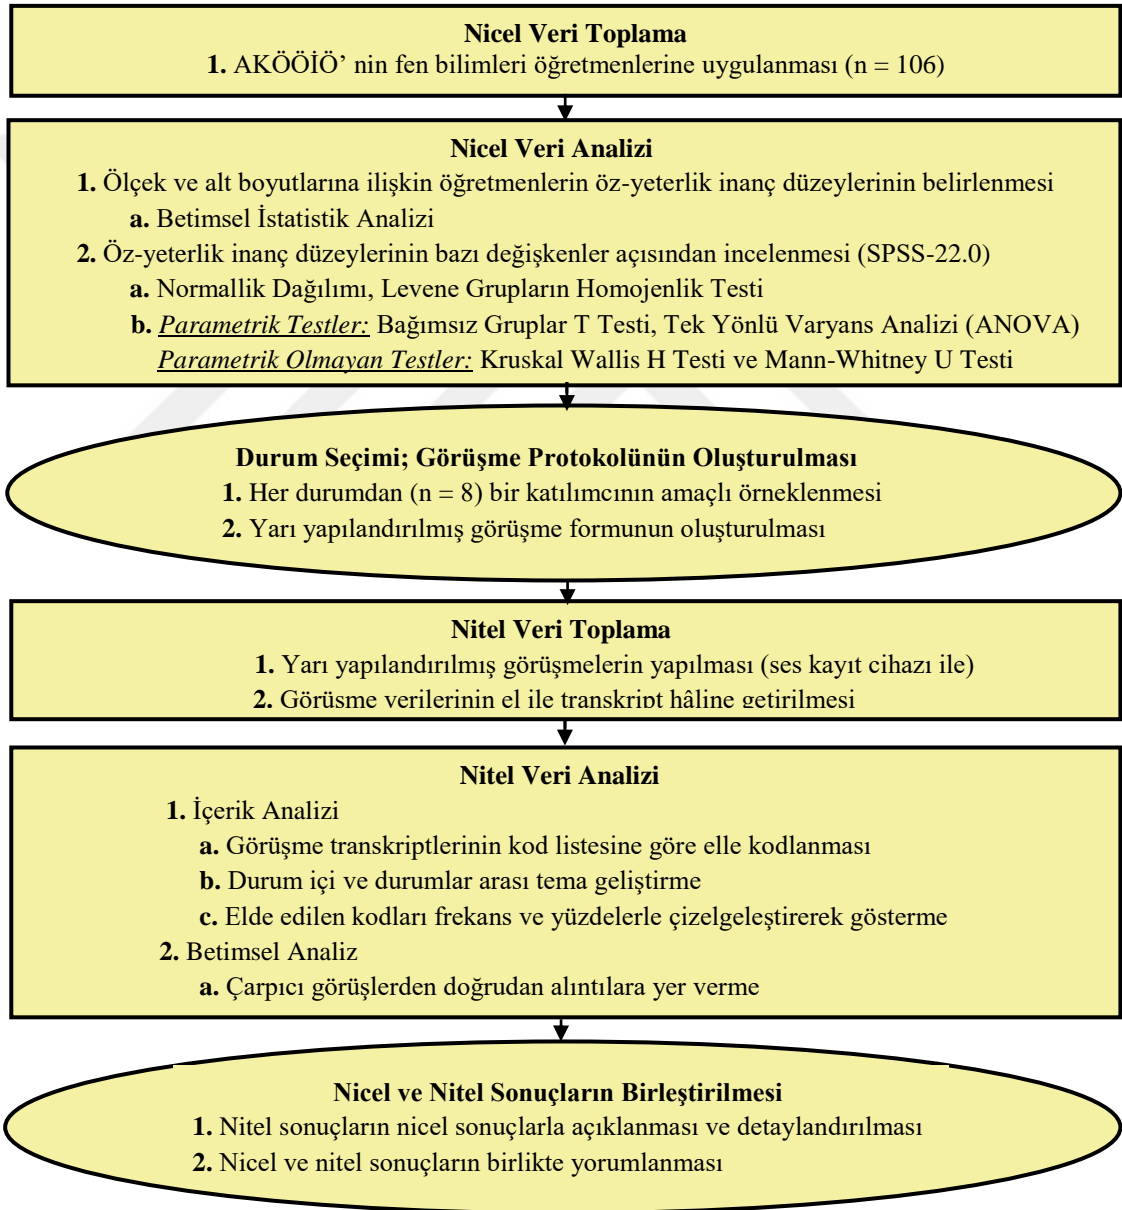 Nicel Veri Toplama
1. AKÖÖİÖ’ nin fen bilimleri öğretmenlerine uygulanması (n = 106)
Nicel Veri Analizi
1. Ölçek ve alt boyutlarına ilişkin öğretmenlerin öz-yeterlik inanç düzeylerinin belirlenmesi
a. Betimsel İstatistik Analizi
2. Öz-yeterlik inanç düzeylerinin bazı değişkenler açısından incelenmesi (SPSS-22.0)
a. Normallik Dağılımı, Levene Grupların Homojenlik Testi
b. Parametrik Testler: Bağımsız Gruplar T Testi, Tek Yönlü Varyans Analizi (ANOVA)
Parametrik Olmayan Testler: Kruskal Wallis H Testi ve Mann-Whitney U Testi
Durum Seçimi; Görüşme Protokolünün Oluşturulması
1. Her durumdan (n = 8) bir katılımcının amaçlı örneklenmesi
2. Yarı yapılandırılmış görüşme formunun oluşturulması
Nitel Veri Toplama
1. Yarı yapılandırılmış görüşmelerin yapılması (ses kayıt cihazı ile)
2. Görüşme verilerinin el ile transkript hâline getirilmesi
Nitel Veri Analizi
1. İçerik Analizi
a. Görüşme transkriptlerinin kod listesine göre elle kodlanması
b. Durum içi ve durumlar arası tema geliştirme
c. Elde edilen kodları frekans ve yüzdelerle çizelgeleştirerek gösterme
2. Betimsel Analiz
a. Çarpıcı görüşlerden doğrudan alıntılara yer verme
Nicel ve Nitel Sonuçların Birleştirilmesi
1. Nitel sonuçların nicel sonuçlarla açıklanması ve detaylandırılması
2. Nicel ve nitel sonuçların birlikte yorumlanması